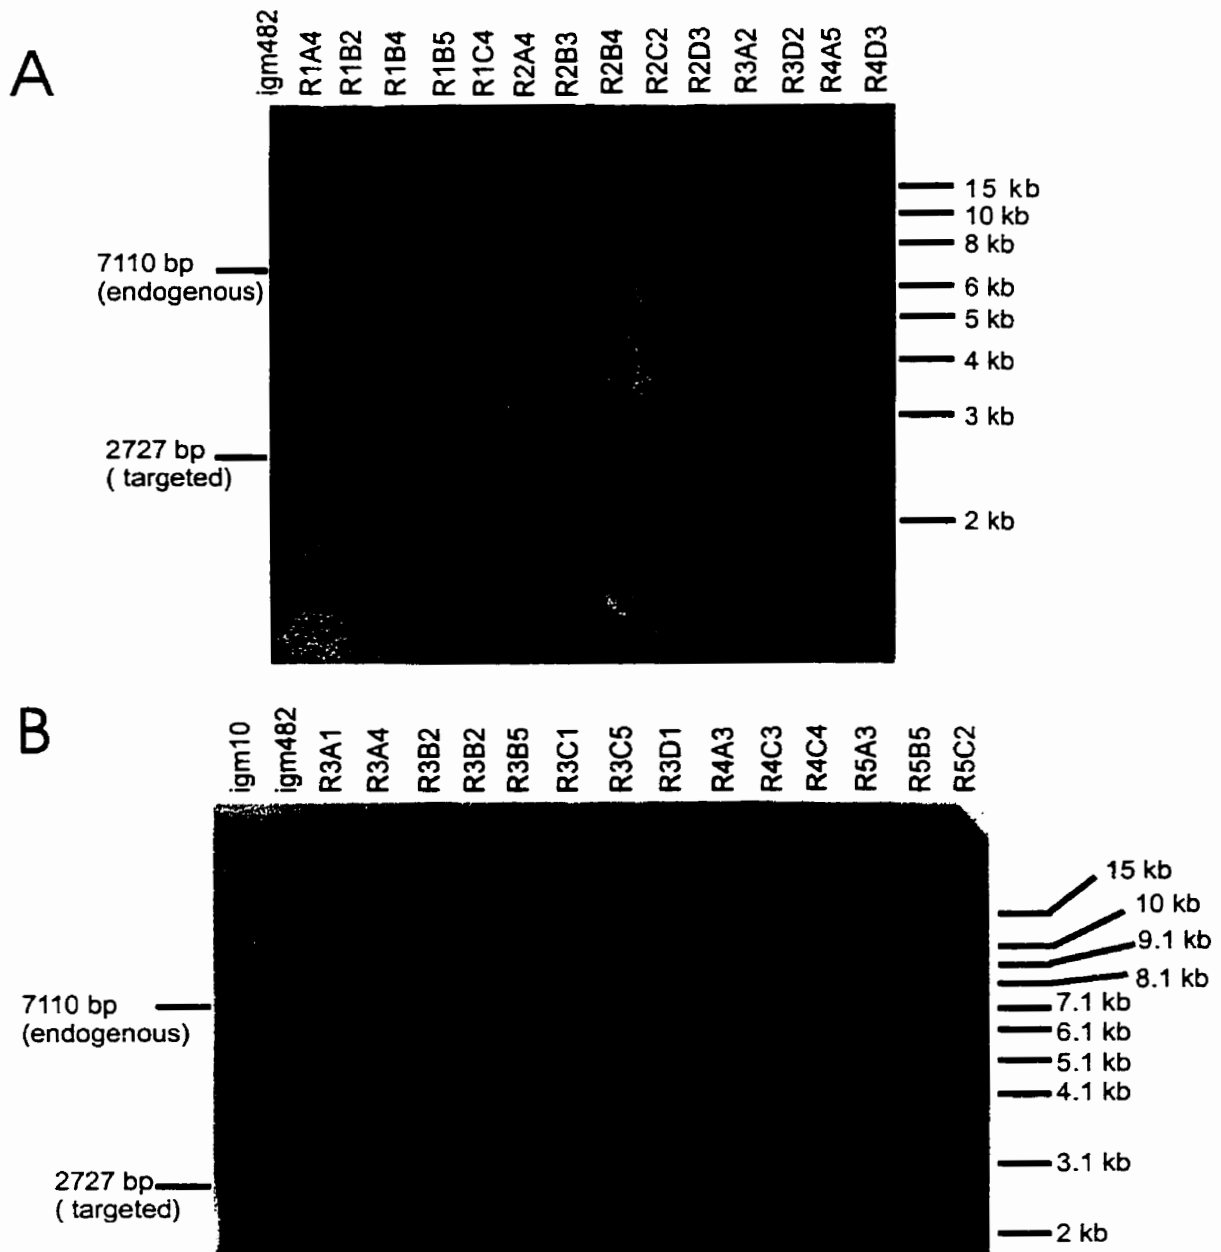 A
igm482
R1A4
R1B2
R1B4
R1B5
R1C4
R2A4
R2B3
R2B4
R2C2
R2D3
R3A2
R3D2
R4A5
R4D3
7110 bp
(endogenous)
2727 bp
( targeted)
15 kb
10 kb
8 kb
6 kb
5 kb
4 kb
3 kb
2 kb
B
igm10
igm482
R3A1
R3A4
R3B2
R3B2
R3B5
R3C1
R3C5
R3D1
R4A3
R4C3
R4C4
R5A3
R5B5
R5C2
7110 bp
(endogenous)
2727 bp
( targeted)
15 kb
10 kb
9.1 kb
8.1 kb
7.1 kb
6.1 kb
5.1 kb
4.1 kb
3.1 kb
2 kb